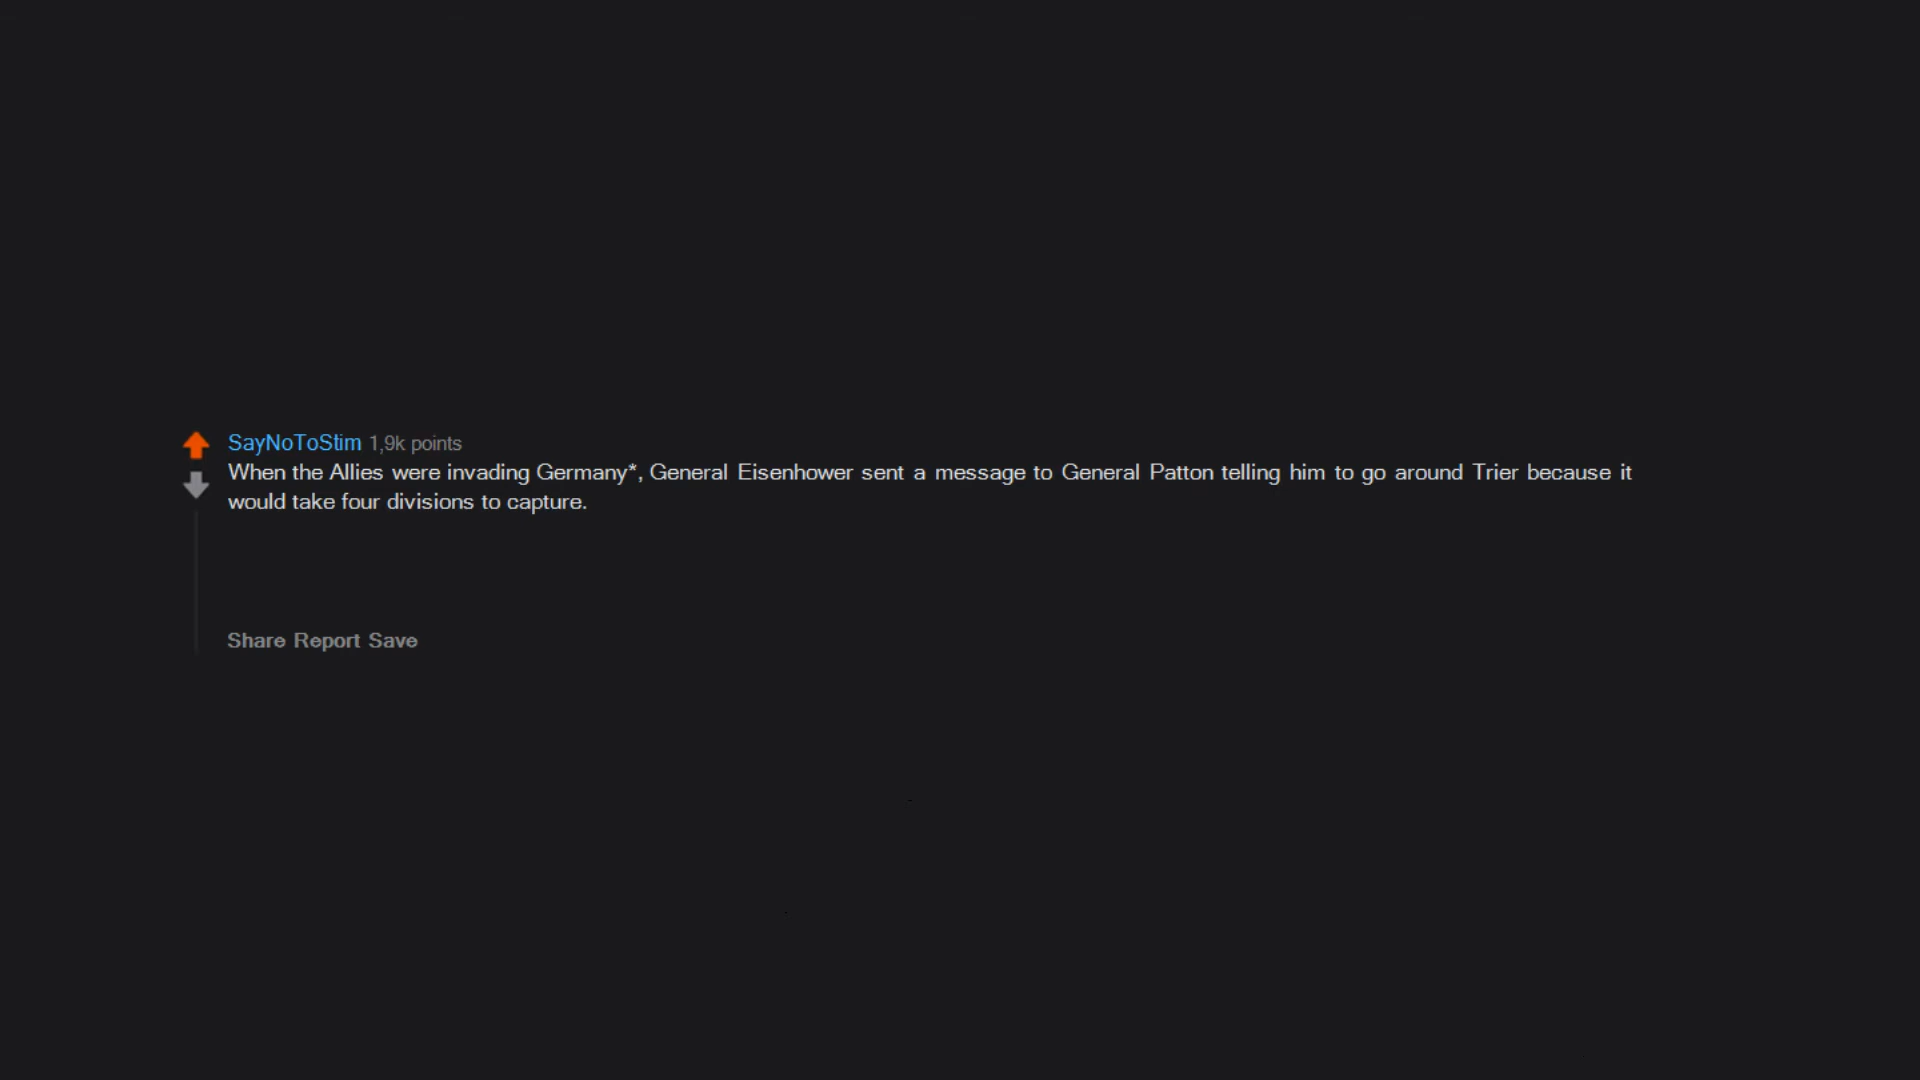 SayNoToStim 1,9k points
When the Allies were invading Germany*, General Eisenhower sent a message to General Patton telling him to go around Trier because it
would take four divisions to capture.
Share Report Save